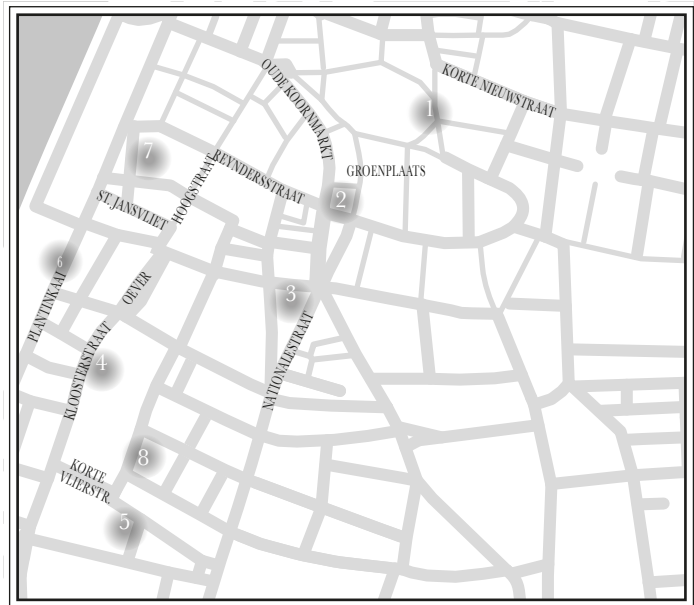 OUDE KOORNMARKT
KORTE NIEUWSTRAAT
1
7
REYNDERSSTRAAT
GROENPLAATS
HOOGSTRAAT
ST. JANSVLIET
2
6
OEVER
3
PLANTINKAAI
KLOOSTERSTRAAT
NATIONALESTRAAT
4
8
KORTE
VLIERSTR.
5